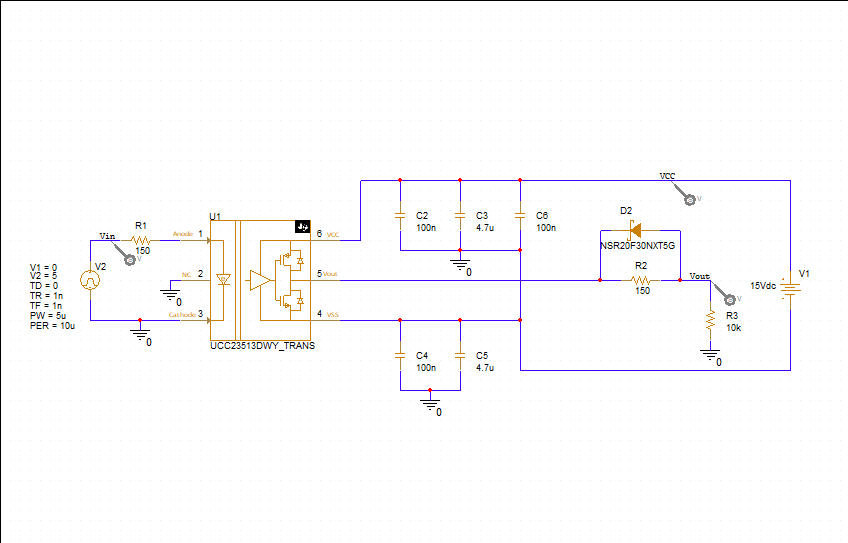 VCC
U1
D2
R1
Vin
Anode 1
6 VCC
C2
100n
C3
4.7u
C6
100n
NSR20F30NXT5G
V
V
150
0
V1 = 0
V2 = 5
TD = 0
TR = 1n
TF = 1n
PW = 5u
PER = 10u
V2
NC 2
5 Vout
R2
150
Vout
V
15Vdc
V1
0
Cathode 3
4 VSS
R3
10k
0
UCC23513DWY_TRANS
C4
100n
C5
4.7u
0
0